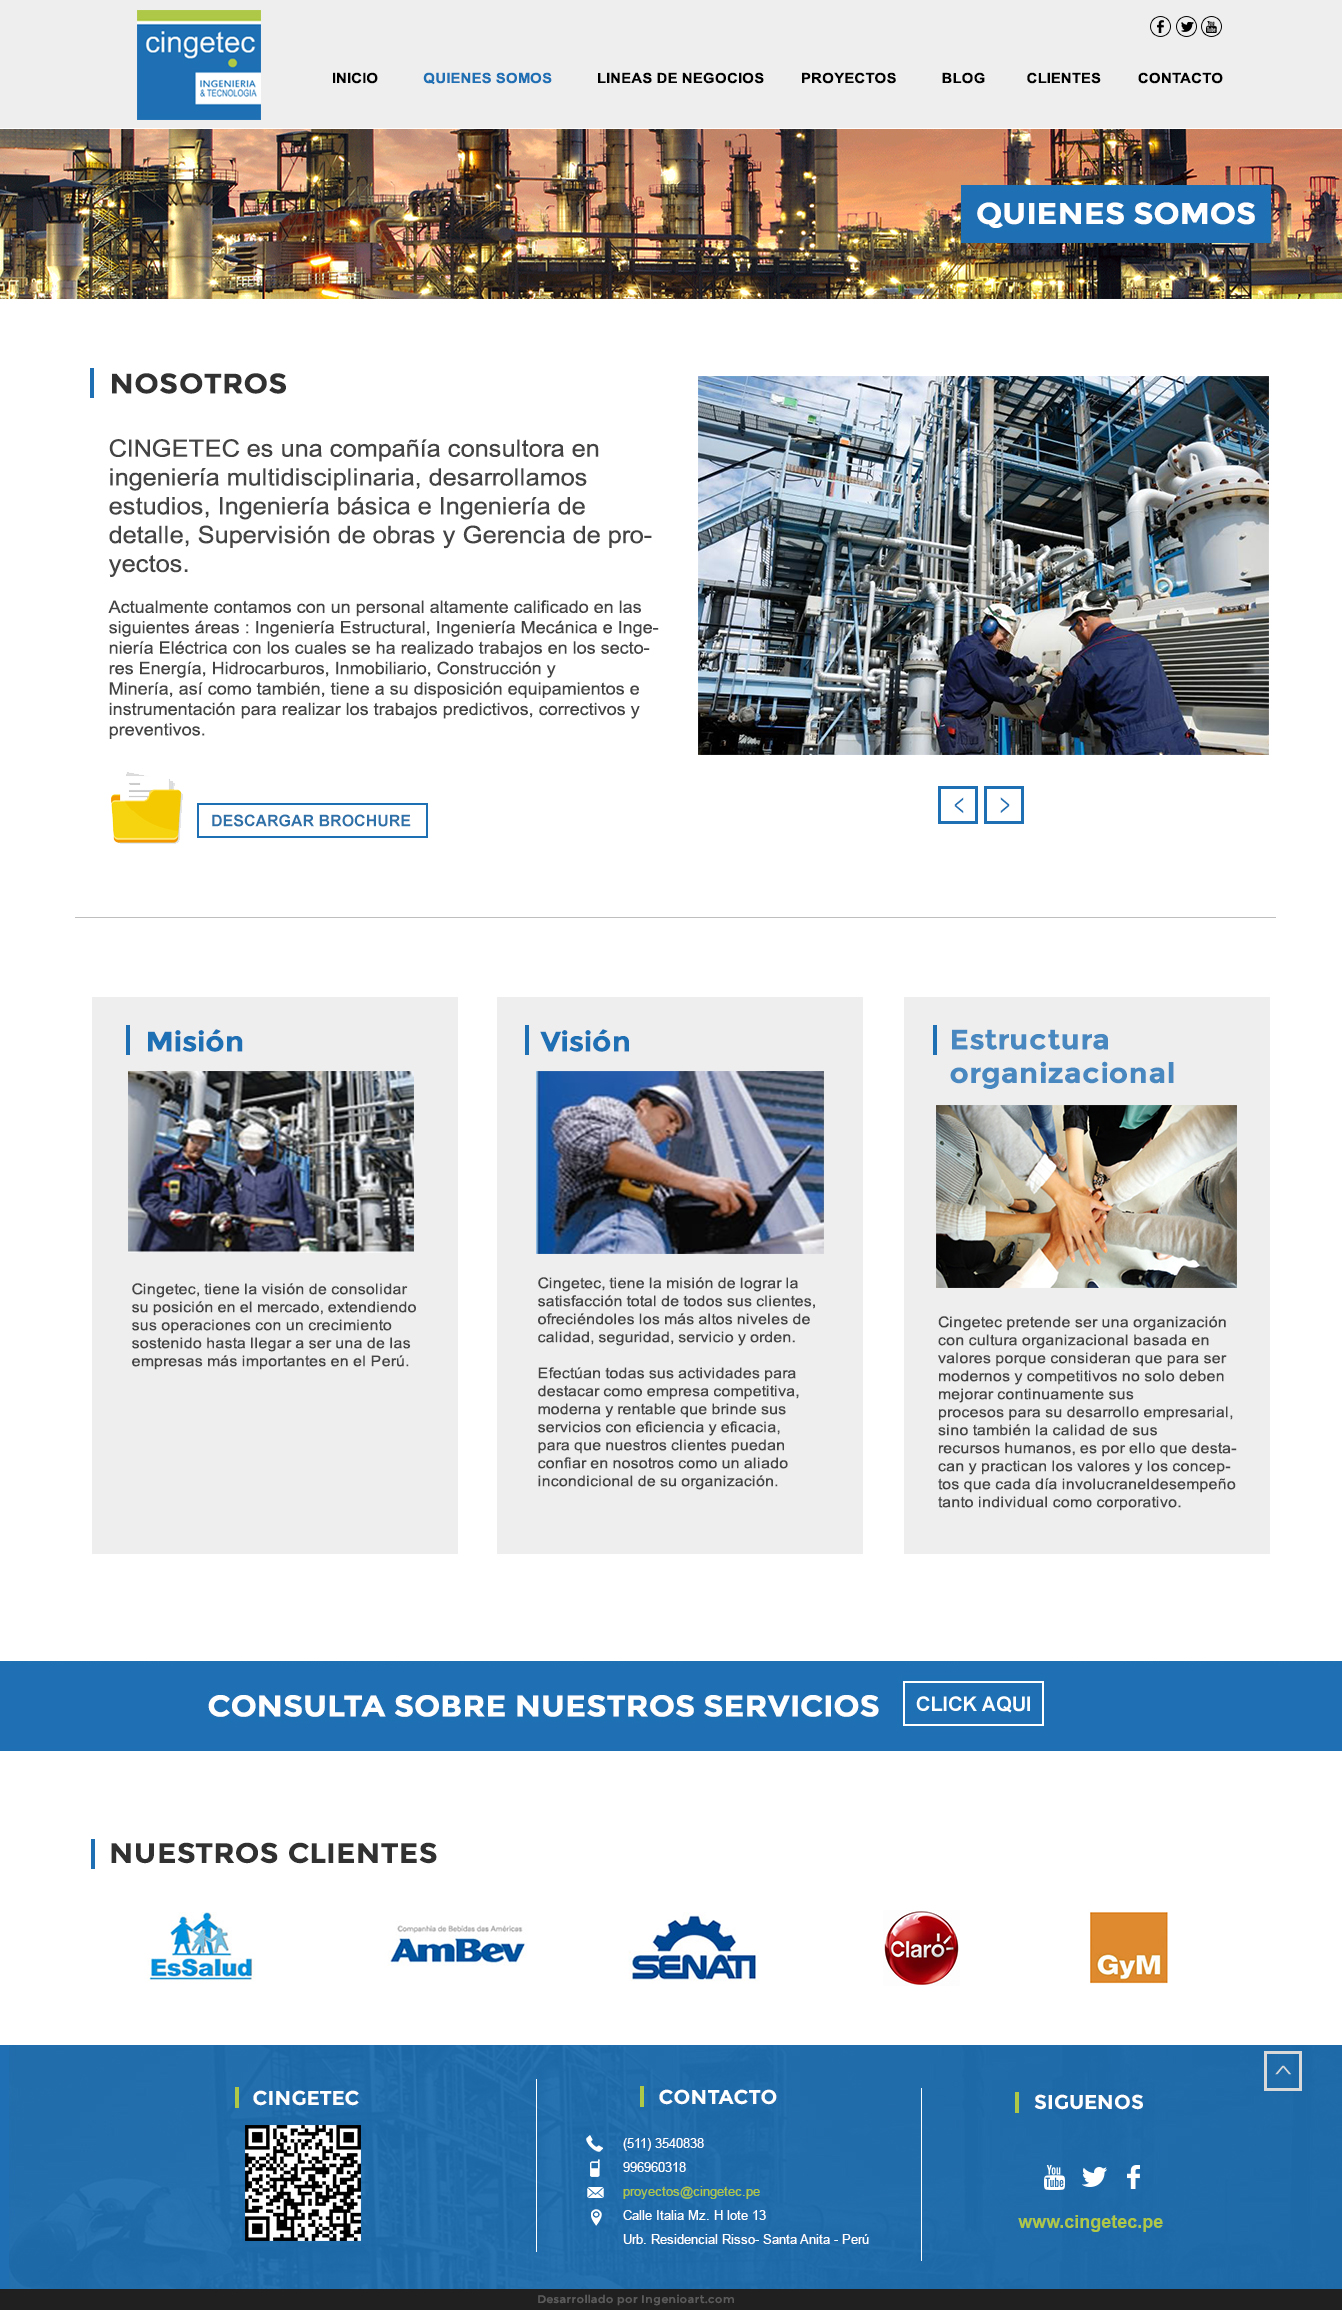 cingetec
INGENIERIA
& TECNOLOGIA
INICIO QUIENES SOMOS LINEAS DE NEGOCIOS PROYECTOS BLOG CLIENTES CONTACTO
QUIENES SOMOS
NOSOTROS
CINGETEC es una compañía consultora en
ingeniería multidisciplinaria, desarrollamos
estudios, Ingeniería básica e Ingeniería de
detalle, Supervisión de obras y Gerencia de pro-
yectos.
Actualmente contamos con un personal altamente calificado en las
siguientes áreas : Ingeniería Estructural, Ingeniería Mecánica e Inge-
niería Eléctrica con los cuales se ha realizado trabajos en los secto-
res Energía, Hidrocarburos, Inmobiliario, Construcción y
Minería, así como también, tiene a su disposición equipamientos e
instrumentación para realizar los trabajos predictivos, correctivos y
preventivos.
DESCARGAR BROCHURE
Misión
Cingetec, tiene la visión de consolidar
su posición en el mercado, extendiendo
sus operaciones con un crecimiento
sostenido hasta llegar a ser una de las
empresas más importantes en el Perú.
Visión
Cingetec, tiene la misión de lograr la
satisfacción total de todos sus clientes,
ofreciéndoles los más altos niveles de
calidad, seguridad, servicio y orden.
Efectúan todas sus actividades para
destacar como empresa competitiva,
moderna y rentable que brinde sus
servicios con eficiencia y eficacia,
para que nuestros clientes puedan
confiar en nosotros como un aliado
incondicional de su organización.
Estructura
organizacional
Cingetec pretende ser una organización
con cultura organizacional basada en
valores porque consideran que para ser
modernos y competitivos no solo deben
mejorar continuamente sus
procesos para su desarrollo empresarial,
sino también la calidad de sus
recursos humanos, es por ello que desta-
can y practican los valores y los concep-
tos que cada día involucraneldesempeño
tanto individual como corporativo.
CONSULTA SOBRE NUESTROS SERVICIOS CLICK AQUI
NUESTROS CLIENTES
EsSalud
Companhia de Bebidas das Américas
AmBev
SENATI
Claro
GyM
CINGETEC
CONTACTO
(511) 3540838
996960318
proyectos@cingetec.pe
Calle Italia Mz. H lote 13
Urb. Residencial Risso- Santa Anita - Perú
SIGUENOS
You
Tube
www.cingetec.pe
Desarrollado por Ingenioart.com